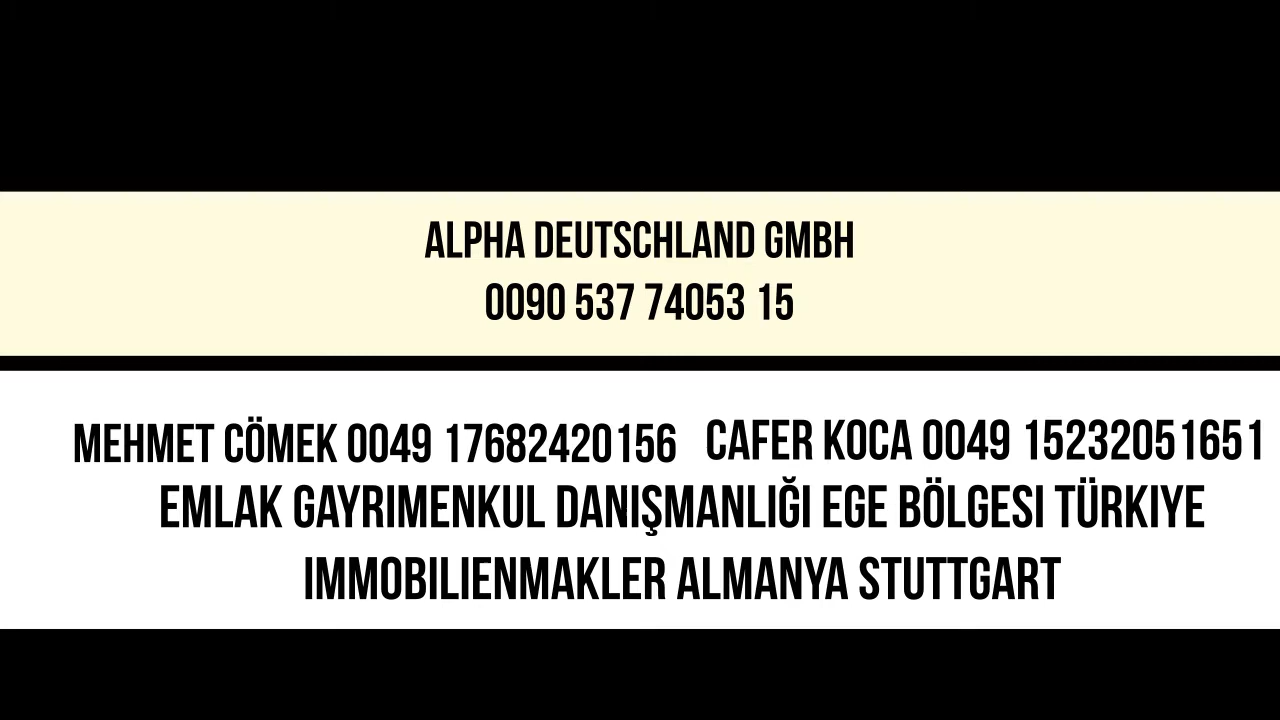 ALPHA DEUTSCHLAND GMBH
0090 537 74053 15
MEHMET CÖMEK 0049 17682420156 CAFER KOCA 0049 15232051651
EMLAK GAYRIMENKUL DANIŞMANLIĞI EGE BÖLGESI TÜRKIYE
IMMOBILIENMAKLER ALMANYA STUTTGART